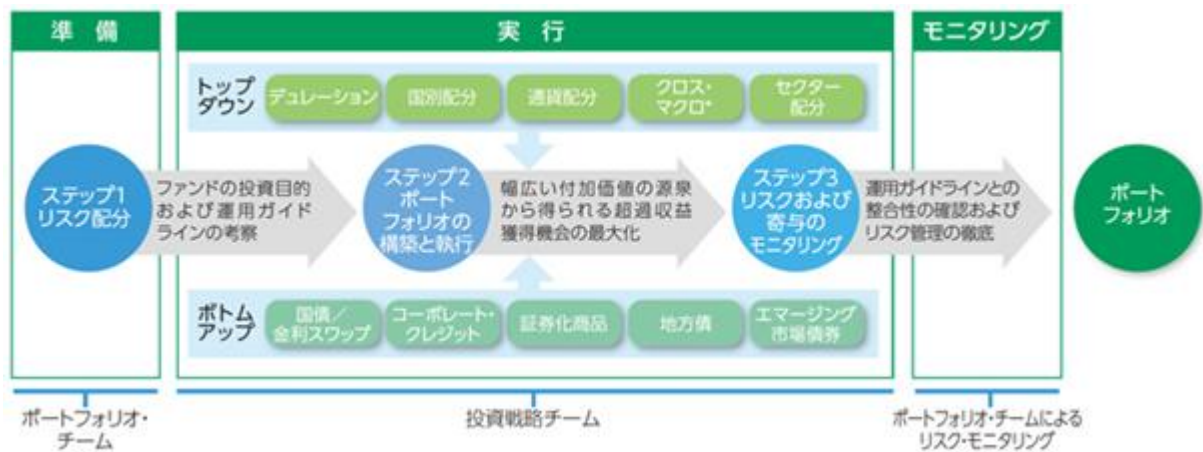 準 備
実 行
モニタリング
トップ
ダウン
デュレーション
国別配分
通貨配分
クロス・
マクロ*
セクター
配分
ステップ1
リスク配分
ファンドの投資目的
および運用ガイド
ラインの考察
ステップ2
ポート
フォリオの
構築と執行
幅広い付加価値の源泉
から得られる超過収益
獲得機会の最大化
ステップ3
リスクおよび
寄与の
モニタリング
運用ガイドラインとの
整合性の確認および
リスク管理の徹底
ポート
フォリオ
ボトム
アップ
国債／
金利スワップ
コーポレート・
クレジット
証券化商品
地方債
エマージング
市場債券
ポートフォリオ・
チーム
投資戦略チーム
ポートフォリオ・チームによる
リスク・モニタリング